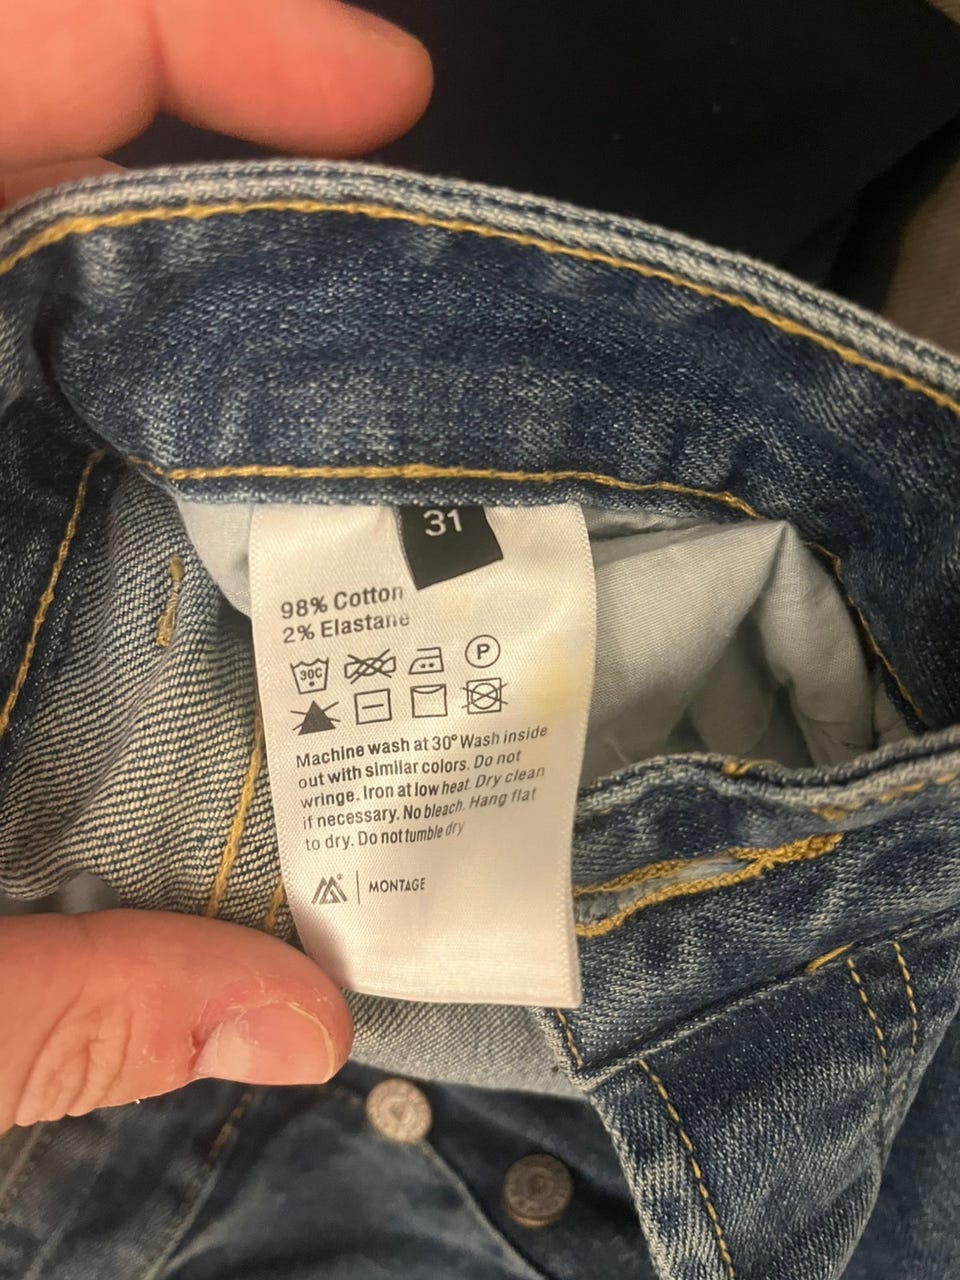 31
98% Cotton
2% Elastane
30C
P
Machine wash at 30° Wash inside
out with similar colors. Do not
wringe. Iron at low heat. Dry clean
if necessary. No bleach. Hang flat
to dry. Do not tumble dry
MONTAGE